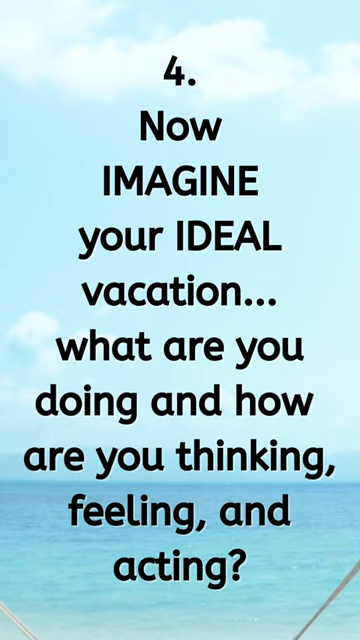 4.
Now
IMAGINE
your IDEAL
vacation...
what are you
doing and how
are you thinking,
feeling, and
acting?